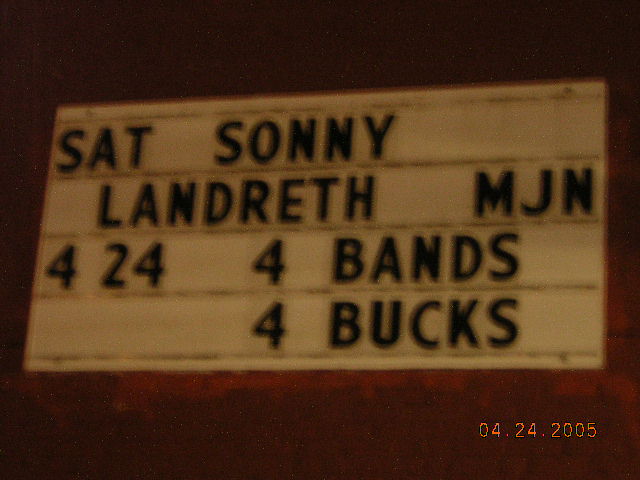 SAT SONNY
LANDRETH MJN
4 24 4 BANDS
4 BUCKS
04.24.2005